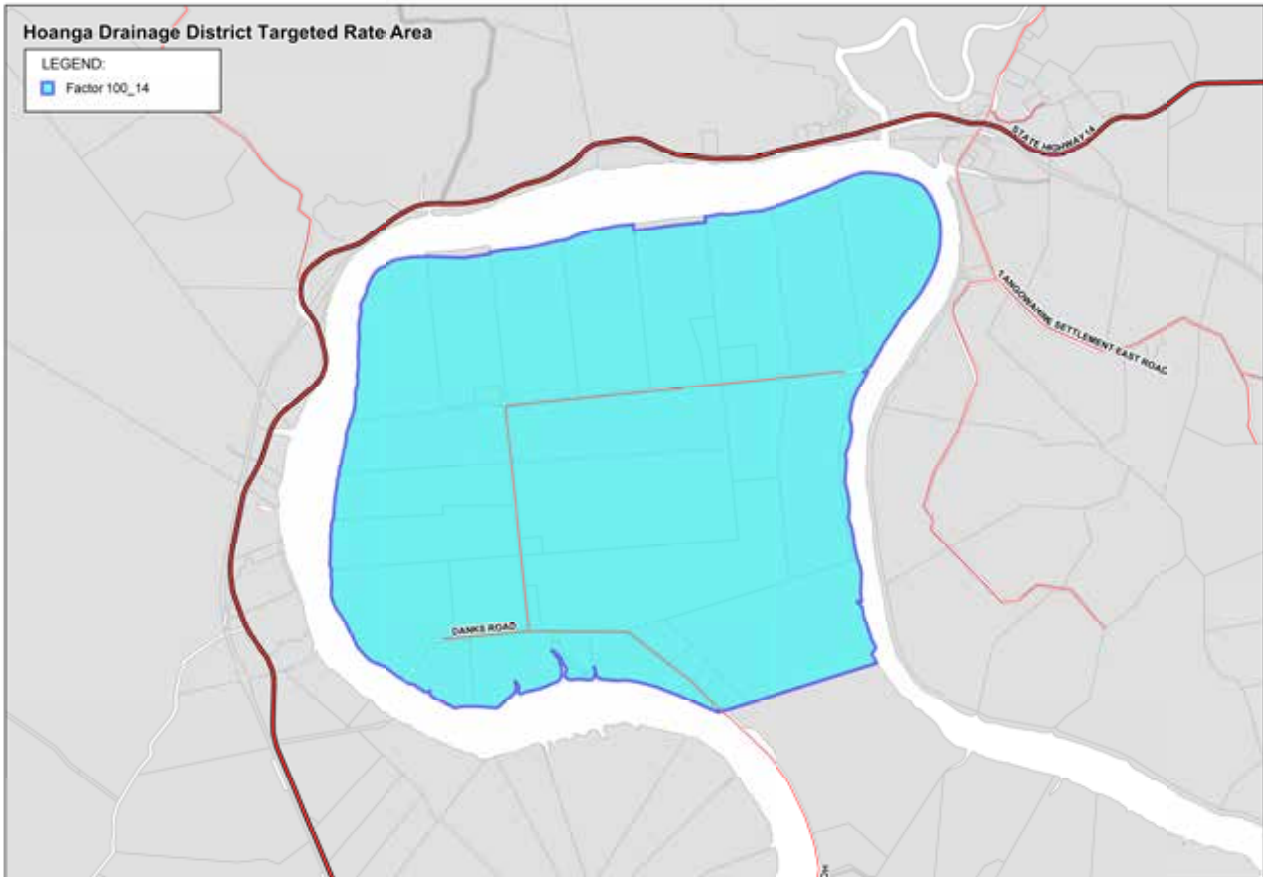 Hoanga Drainage District Targeted Rate Area
LEGEND:
Factor 100_14
STATE HIGHWAY 14
TANGOWAHINE SETTLEMENT EAST ROAD
DANKS ROAD